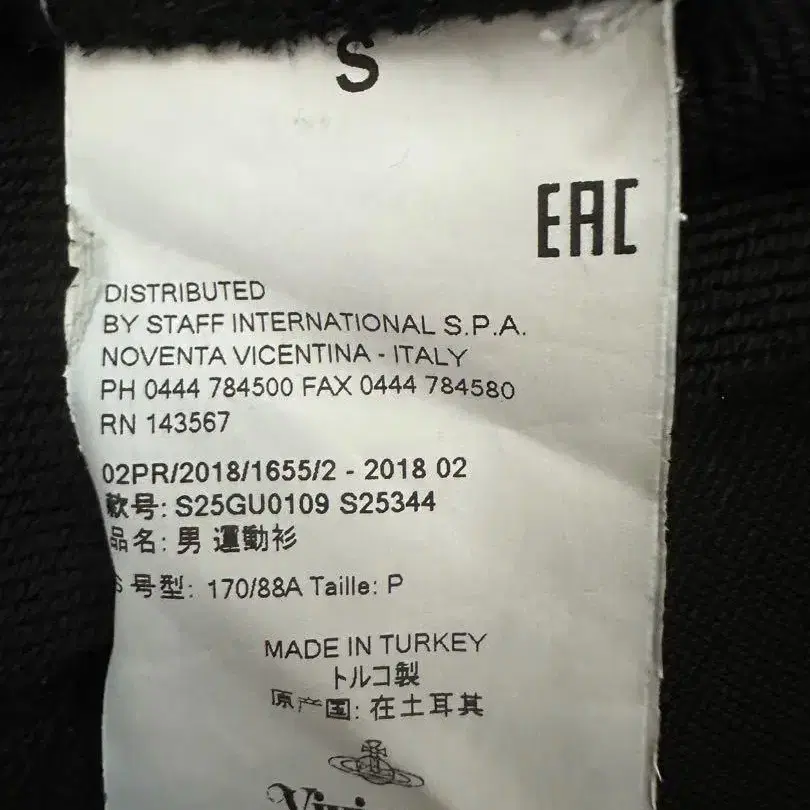 S
EAC
DISTRIBUTED
BY STAFF INTERNATIONAL S.P.A.
NOVENTA VICENTINA - ITALY
PH 0444 784500 FAX 0444 784580
RN 143567
02PR/2018/1655/2 - 2018 02
款号: S25GU0109 S25344
品名: 男 運動衫
号型: 170/88A Taille: P
MADE IN TURKEY
トルコ製
原产国: 在土耳其